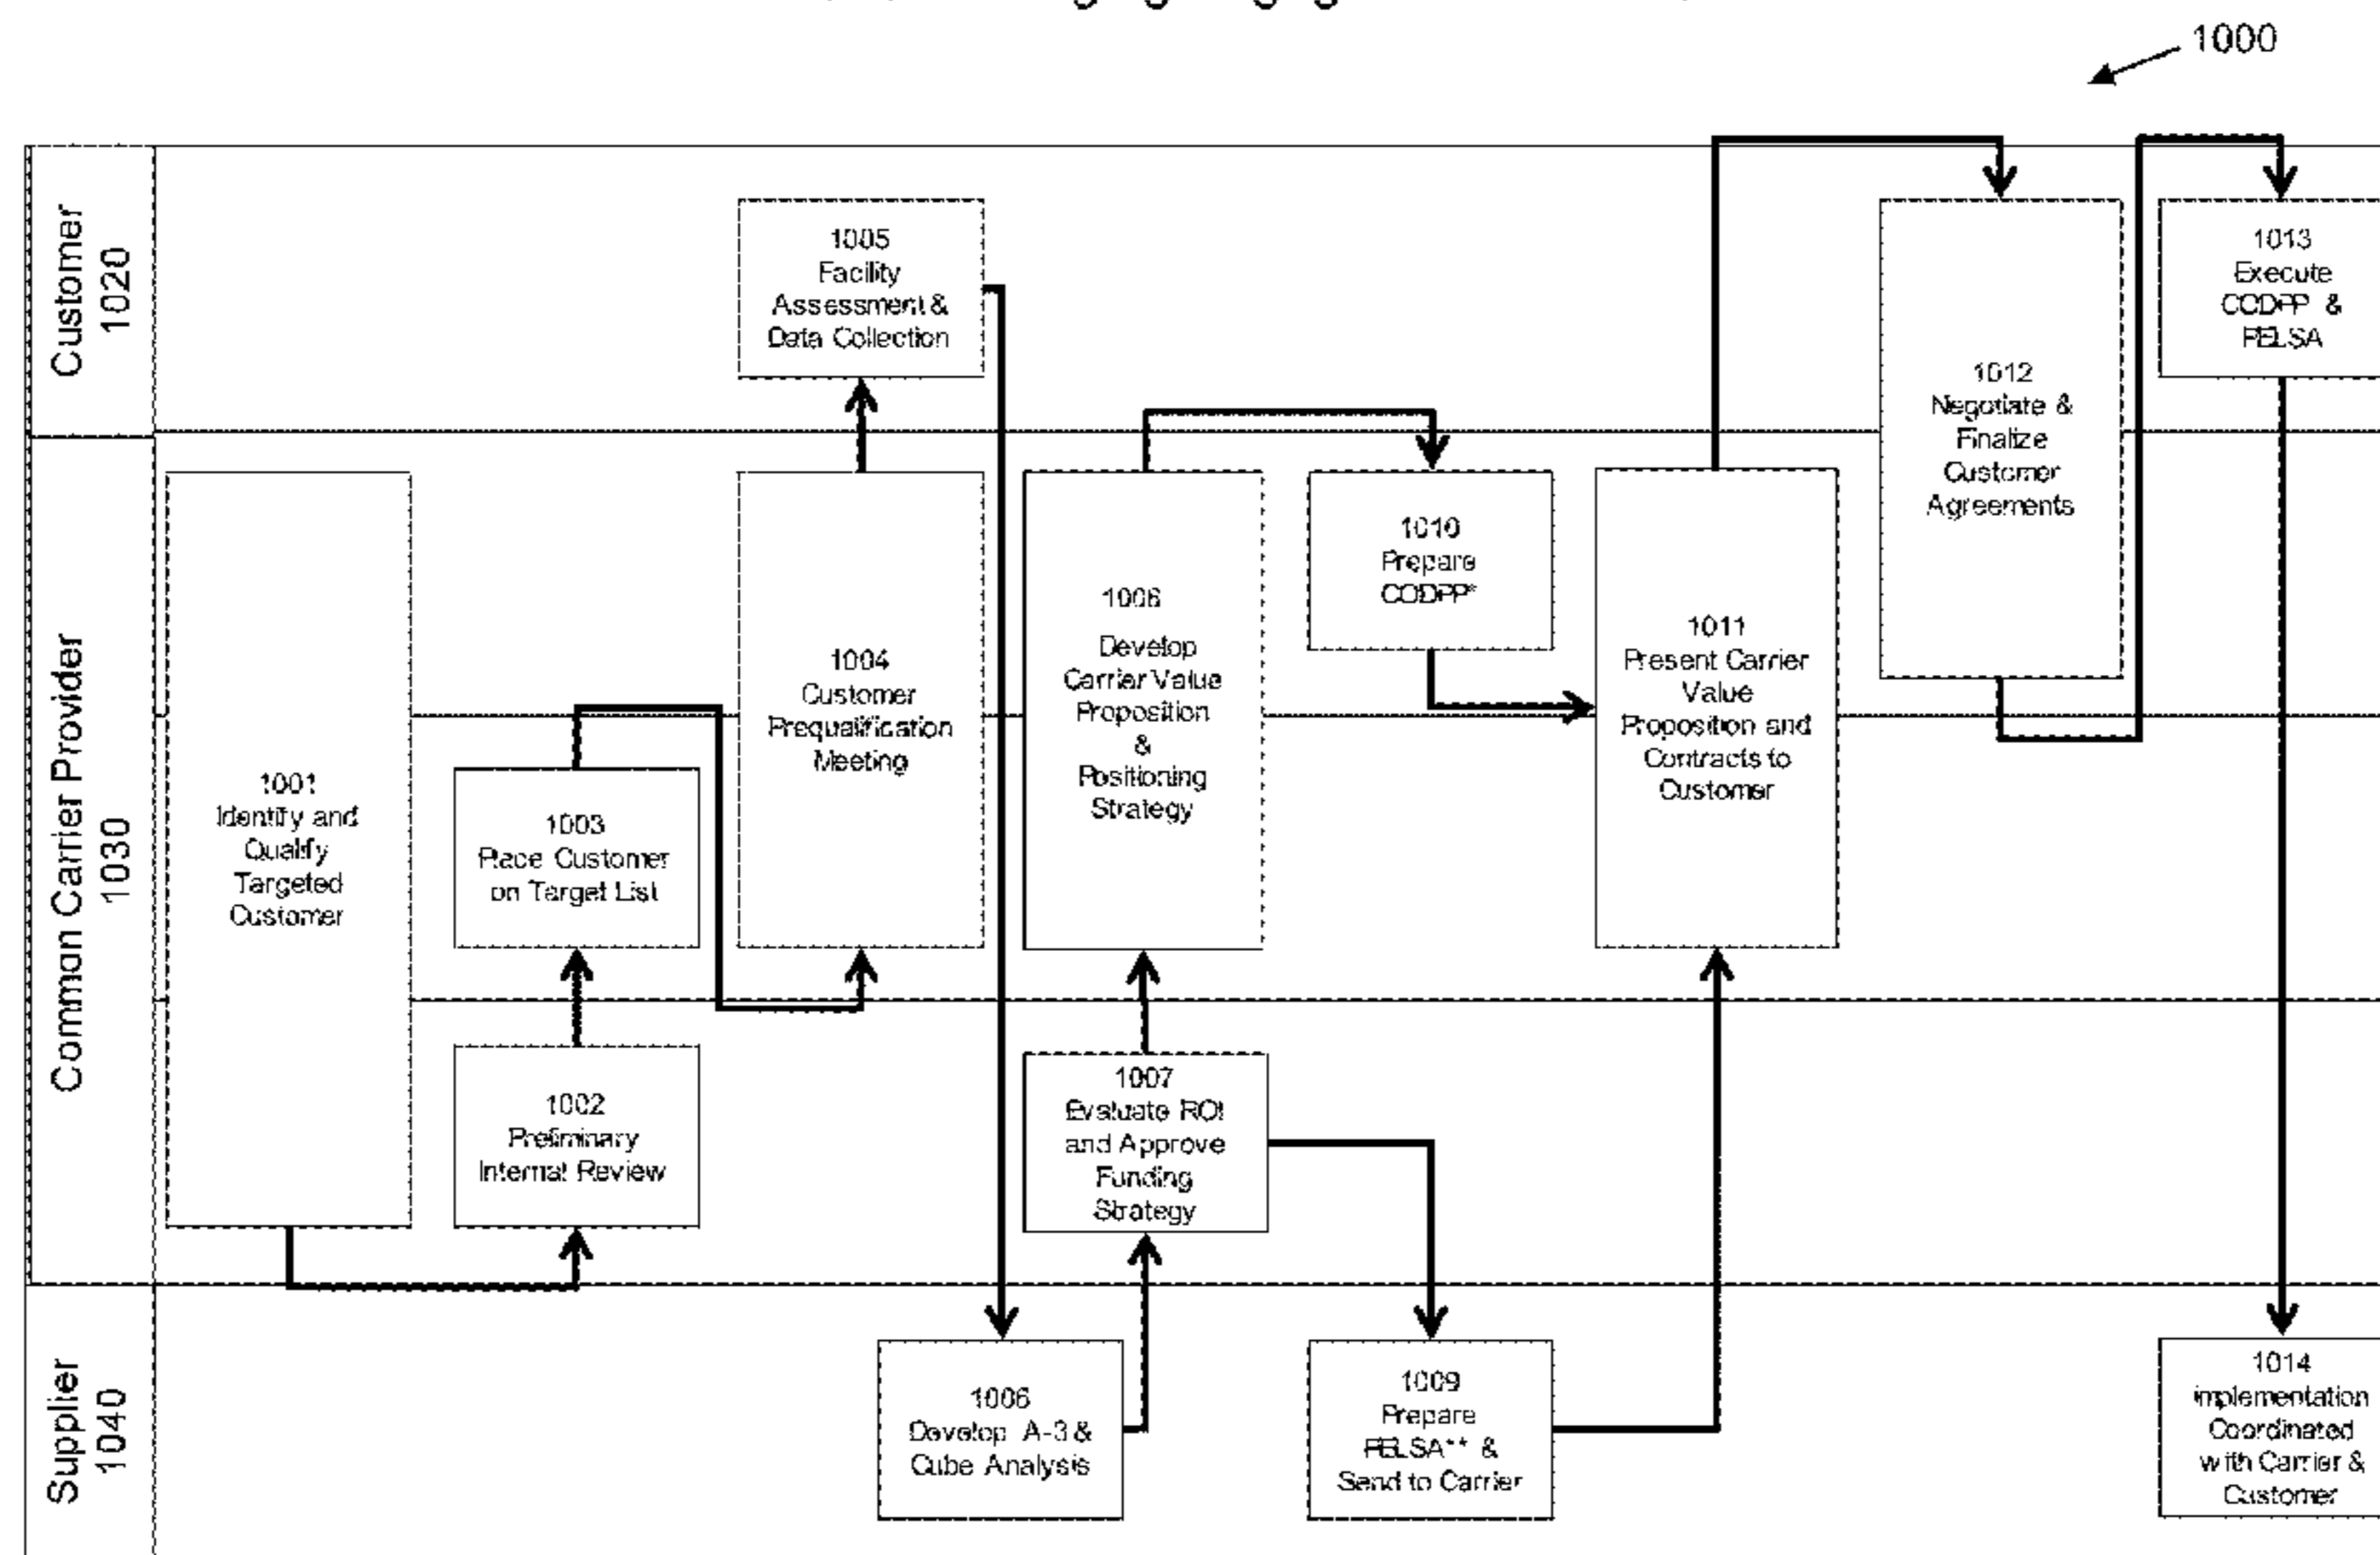 1000
Customer
1020
Common Carrier Provider
1030
Supplier
1040
1001
Identify and
Qualify
Targeted
Customer
1002
Preliminary
Internal Review
1003
Place Customer
on Target List
1004
Customer
Prequalification
Meeting
1005
Facility
Assessment &
Data Collection
1006
Develop A-3 &
Cube Analysis
1007
Evaluate ROI
and Approve
Funding
Strategy
1008
Develop
Carrier Value
Proposition
&
Positioning
Strategy
1009
Prepare
FELSA** &
Send to Carrier
1010
Prepare
CODPP*
1011
Present Carrier
Value
Proposition and
Contracts to
Customer
1012
Negotiate &
Finalize
Customer
Agreements
1013
Execute
CODPP &
FELSA
1014
Implementation
Coordinated
with Carrier &
Customer